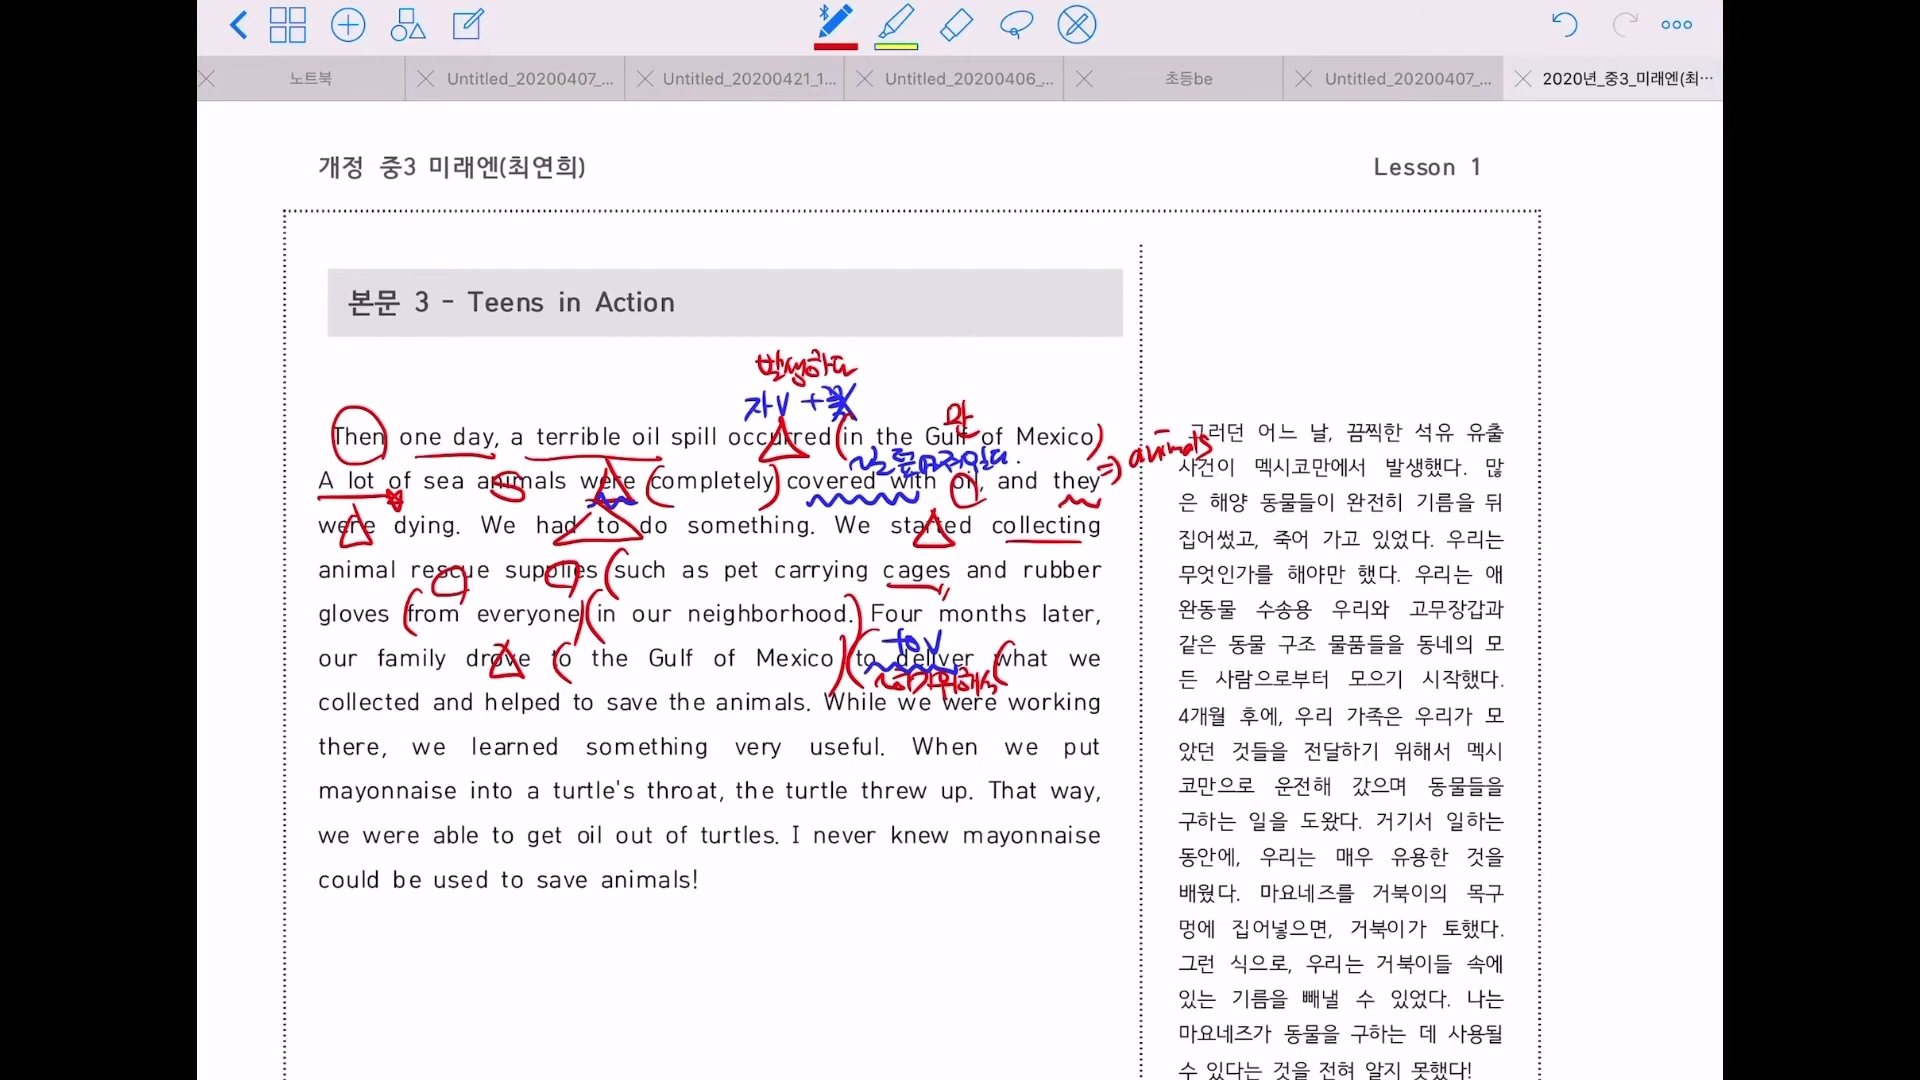 노트북
Untitled_20200407_...
Untitled_20200421_1...
Untitled_20200406_...
초등be
Untitled_20200407_...
2020년_중3_미래엔(최...
개정 중3 미래엔(최연희)
Lesson 1
본문 3 - Teens in Action
발생하다
자V +
만
Then one day, a terrible oil spill occurred in the Gulf of Mexico
A lot of sea animals were completely covered with oil, and they
⇒ animals
were dying. We had to do something. We started collecting
animal rescue supplies such as pet carrying cages and rubber
gloves from everyone in our neighborhood. Four months later,
to V
our family drove to the Gulf of Mexico to deliver what we
~하기 위해서
collected and helped to save the animals. While we were working
there, we learned something very useful. When we put
mayonnaise into a turtle's throat, the turtle threw up. That way,
we were able to get oil out of turtles. I never knew mayonnaise
could be used to save animals!
그러던 어느 날, 끔찍한 석유 유출
사건이 멕시코만에서 발생했다. 많
은 해양 동물들이 완전히 기름을 뒤
집어썼고, 죽어 가고 있었다. 우리는
무엇인가를 해야만 했다. 우리는 애
완동물 수송용 우리와 고무장갑과
같은 동물 구조 물품들을 동네의 모
든 사람으로부터 모으기 시작했다.
4개월 후에, 우리 가족은 우리가 모
았던 것들을 전달하기 위해서 멕시
코만으로 운전해 갔으며 동물들을
구하는 일을 도왔다. 거기서 일하는
동안에, 우리는 매우 유용한 것을
배웠다. 마요네즈를 거북이의 목구
멍에 집어넣으면, 거북이가 토했다.
그런 식으로, 우리는 거북이들 속에
있는 기름을 빼낼 수 있었다. 나는
마요네즈가 동물을 구하는 데 사용될
수 있다는 것을 전혀 알지 못했다!